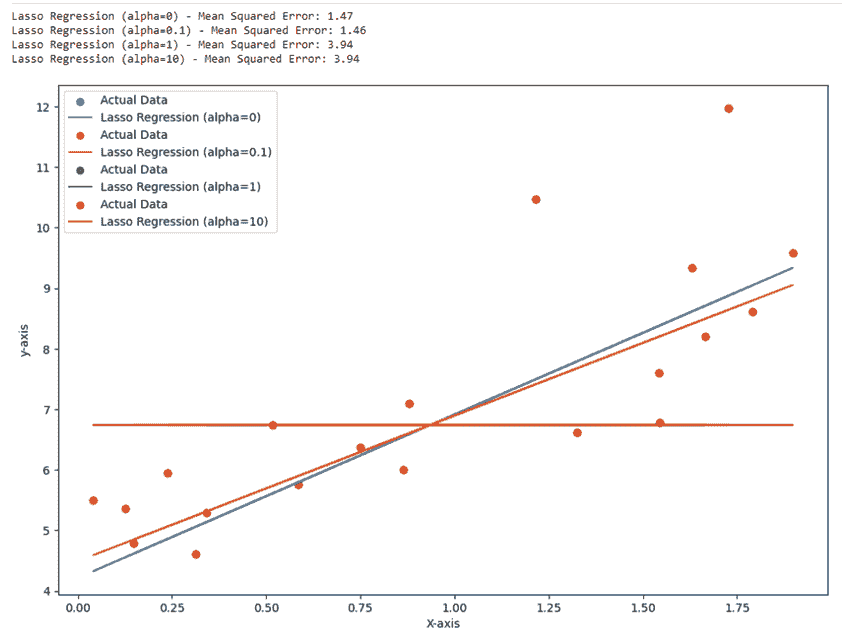 Lasso Regression (alpha=0) - Mean Squared Error: 1.47
Lasso Regression (alpha=0.1) - Mean Squared Error: 1.46
Lasso Regression (alpha=1) - Mean Squared Error: 3.94
Lasso Regression (alpha=10) - Mean Squared Error: 3.94
Actual Data
Lasso Regression (alpha=0)
Actual Data
Lasso Regression (alpha=0.1)
Actual Data
Lasso Regression (alpha=1)
Actual Data
Lasso Regression (alpha=10)
12
11
10
9
8
7
6
5
4
y-axis
0.00 0.25 0.50 0.75 1.00 1.25 1.50 1.75
X-axis